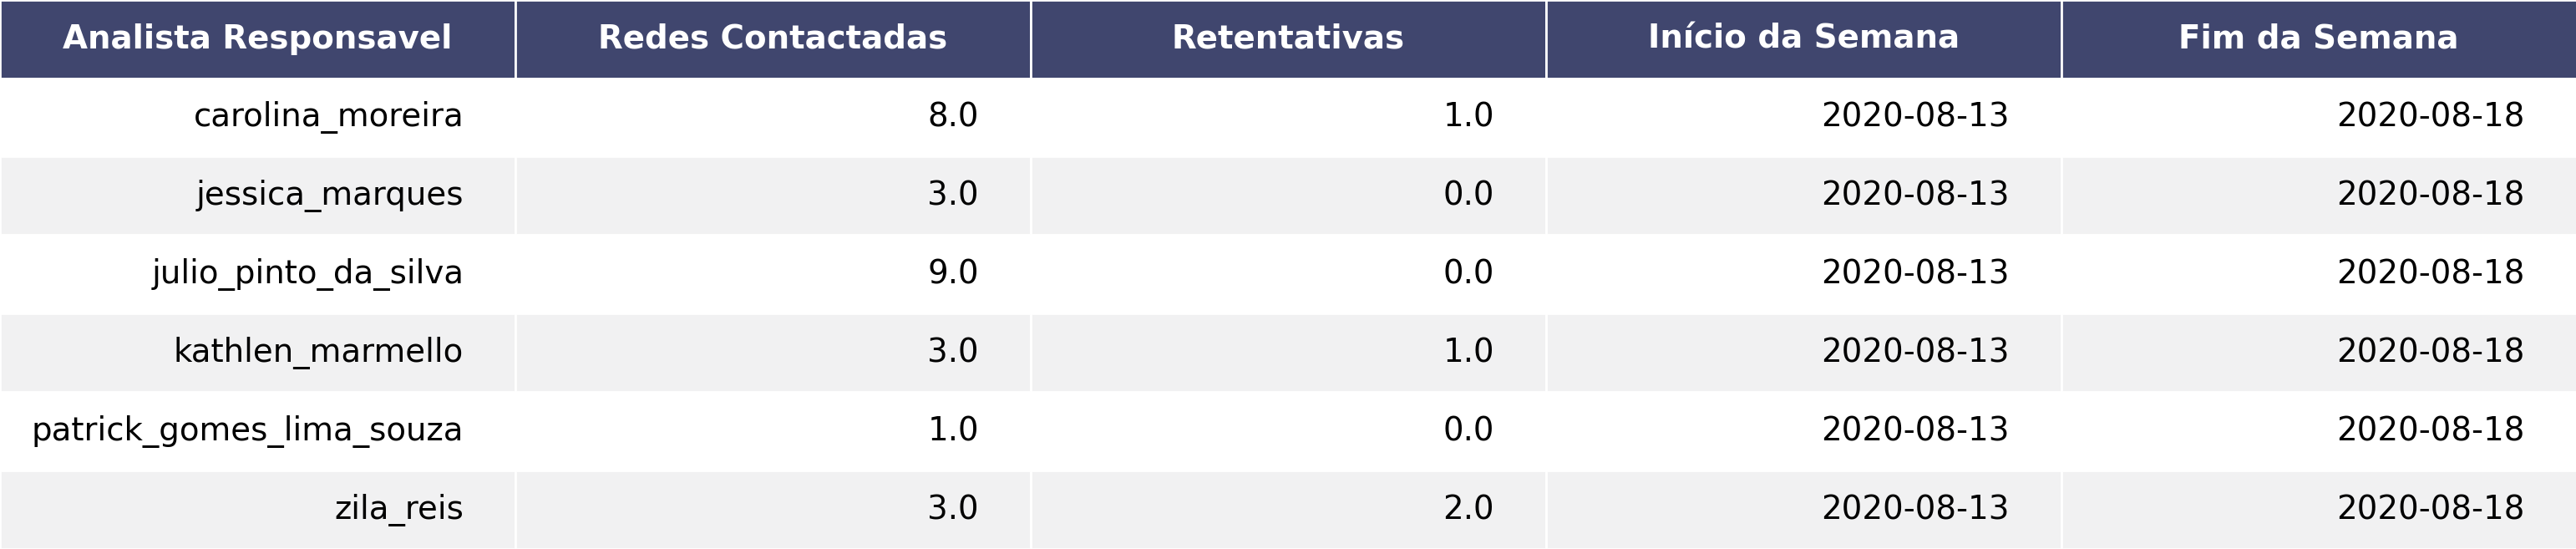 Analista Responsavel Redes Contactadas Retentativas Início da Semana Fim da Semana
carolina_moreira 8.0 1.0 2020-08-13 2020-08-18
jessica_marques 3.0 0.0 2020-08-13 2020-08-18
julio_pinto_da_silva 9.0 0.0 2020-08-13 2020-08-18
kathlen_marmello 3.0 1.0 2020-08-13 2020-08-18
patrick_gomes_lima_souza 1.0 0.0 2020-08-13 2020-08-18
zila_reis 3.0 2.0 2020-08-13 2020-08-18